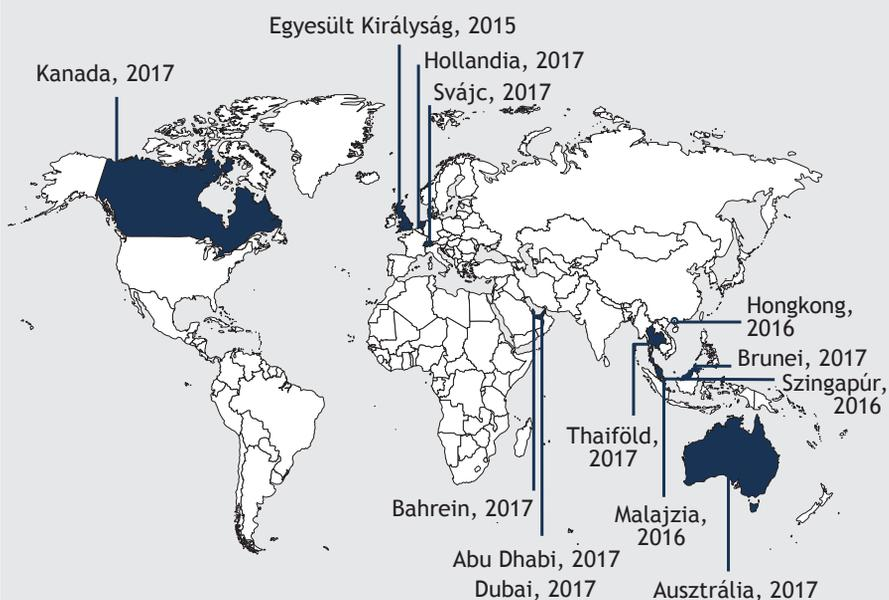 Egyesült Királyság, 2015
Hollandia, 2017
Kanada, 2017
Svájc, 2017
Hongkong,
2016
Brunei, 2017
Szingapúr,
2016
Thaiföld,
2017
Bahrein, 2017
Malajzia,
2016
Abu Dhabi, 2017
Dubai, 2017
Ausztrália, 2017